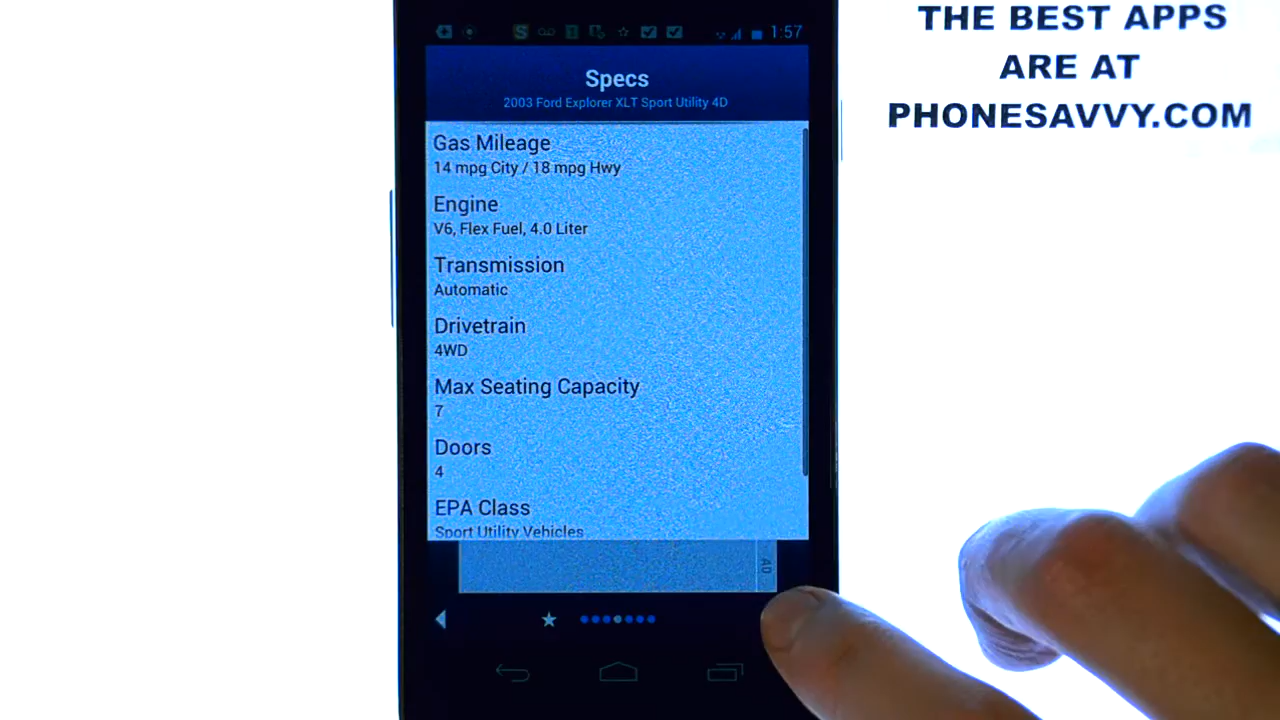 THE BEST APPS
ARE AT
PHONESAVVY.COM
1:57
Specs
2003 Ford Explorer XLT Sport Utility 4D
Gas Mileage
14 mpg City / 18 mpg Hwy
Engine
V6, Flex Fuel, 4.0 Liter
Transmission
Automatic
Drivetrain
4WD
Max Seating Capacity
7
Doors
4
EPA Class
Sport Utility Vehicles
AD